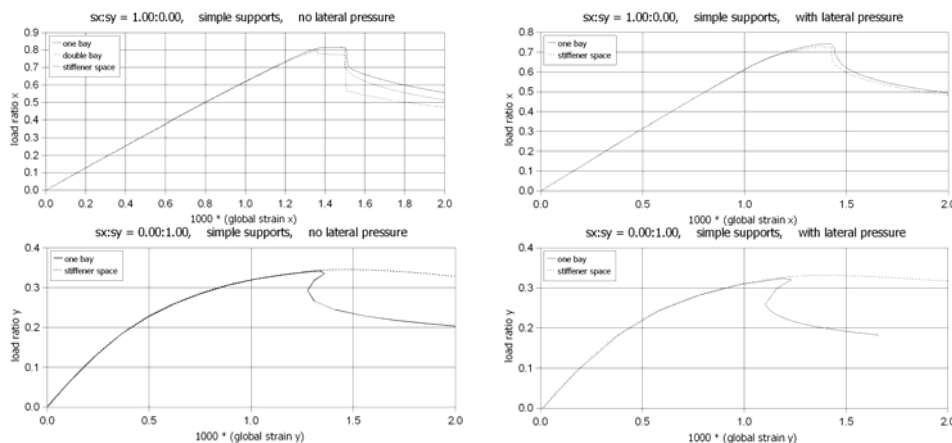 sx:sy = 1.00:0.00, simple supports, no lateral pressure
0.9
0.8
0.7
0.6
0.5
0.4
0.3
0.2
0.1
0.0
load ratio x
one bay
double bay
stiffener space
0.0 0.2 0.4 0.6 0.8 1.0 1.2 1.4 1.6 1.8 2.0
1000 * (global strain x)
sx:sy = 1.00:0.00, simple supports, with lateral pressure
0.8
0.7
0.6
0.5
0.4
0.3
0.2
0.1
0.0
load ratio x
one bay
stiffener space
0.0 0.5 1.0 1.5 2.0
1000 * (global strain x)
sx:sy = 0.00:1.00, simple supports, no lateral pressure
0.4
0.3
0.2
0.1
0.0
load ratio y
one bay
stiffener space
0.0 0.5 1.0 1.5 2.0
1000 * (global strain y)
sx:sy = 0.00:1.00, simple supports, with lateral pressure
0.4
0.3
0.2
0.1
0.0
load ratio y
one bay
stiffener space
0.0 0.5 1.0 1.5 2.0
1000 * (global strain y)